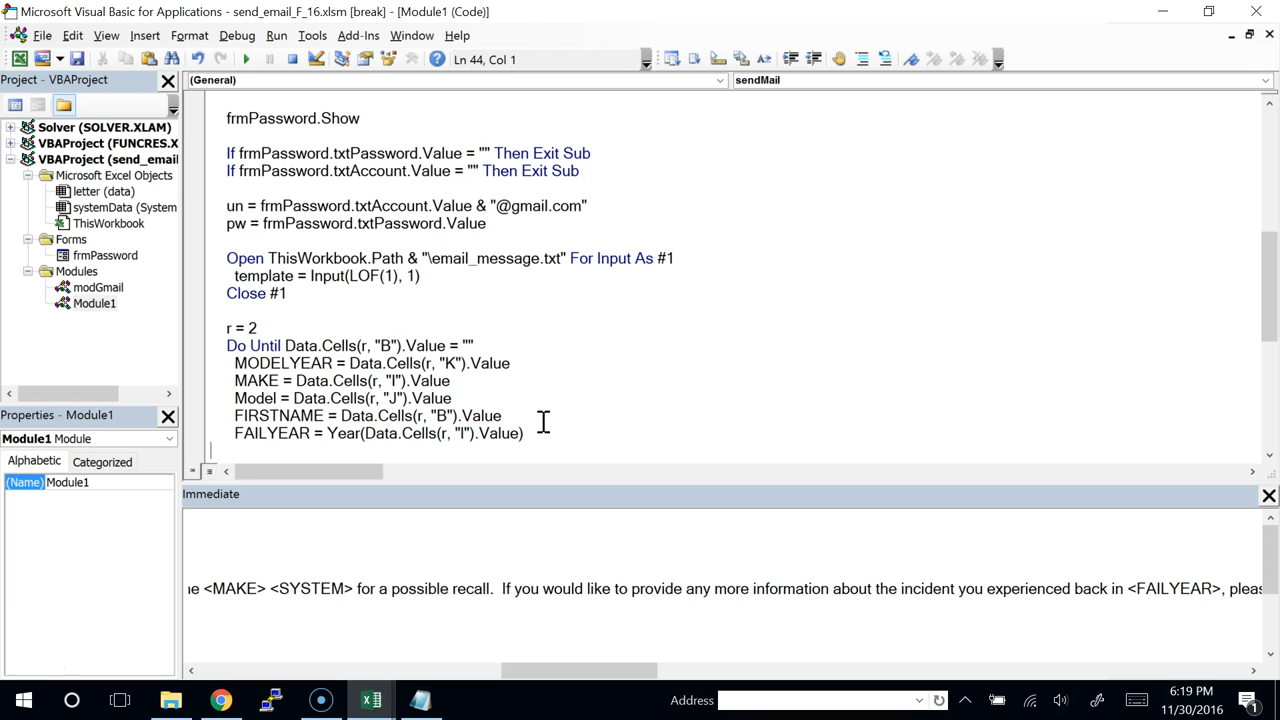 Microsoft Visual Basic for Applications - send_email_F_16.xlsm [break] - [Module1 (Code)]
File Edit View Insert Format Debug Run Tools Add-Ins Window Help
Ln 44, Col 1
Project - VBAProject
(General)
sendMail
Solver (SOLVER.XLAM)
VBAProject (FUNCRES.X
VBAProject (send_emai
Microsoft Excel Objects
letter (data)
systemData (System
ThisWorkbook
Forms
frmPassword
Modules
modGmail
Module1
frmPassword.Show
If frmPassword.txtPassword.Value = "" Then Exit Sub
If frmPassword.txtAccount.Value = "" Then Exit Sub
un = frmPassword.txtAccount.Value & "@gmail.com"
pw = frmPassword.txtPassword.Value
Open ThisWorkbook.Path & "\email_message.txt" For Input As #1
template = Input(LOF(1), 1)
Close #1
r = 2
Do Until Data.Cells(r, "B").Value = ""
MODELYEAR = Data.Cells(r, "K").Value
MAKE = Data.Cells(r, "I").Value
Model = Data.Cells(r, "J").Value
FIRSTNAME = Data.Cells(r, "B").Value
FAILYEAR = Year(Data.Cells(r, "I").Value)
Properties - Module1
Module1 Module
Alphabetic Categorized
(Name) Module1
Immediate
ie <MAKE> <SYSTEM> for a possible recall. If you would like to provide any more information about the incident you experienced back in <FAILYEAR>, pleas
Address
6:19 PM
11/30/2016
1